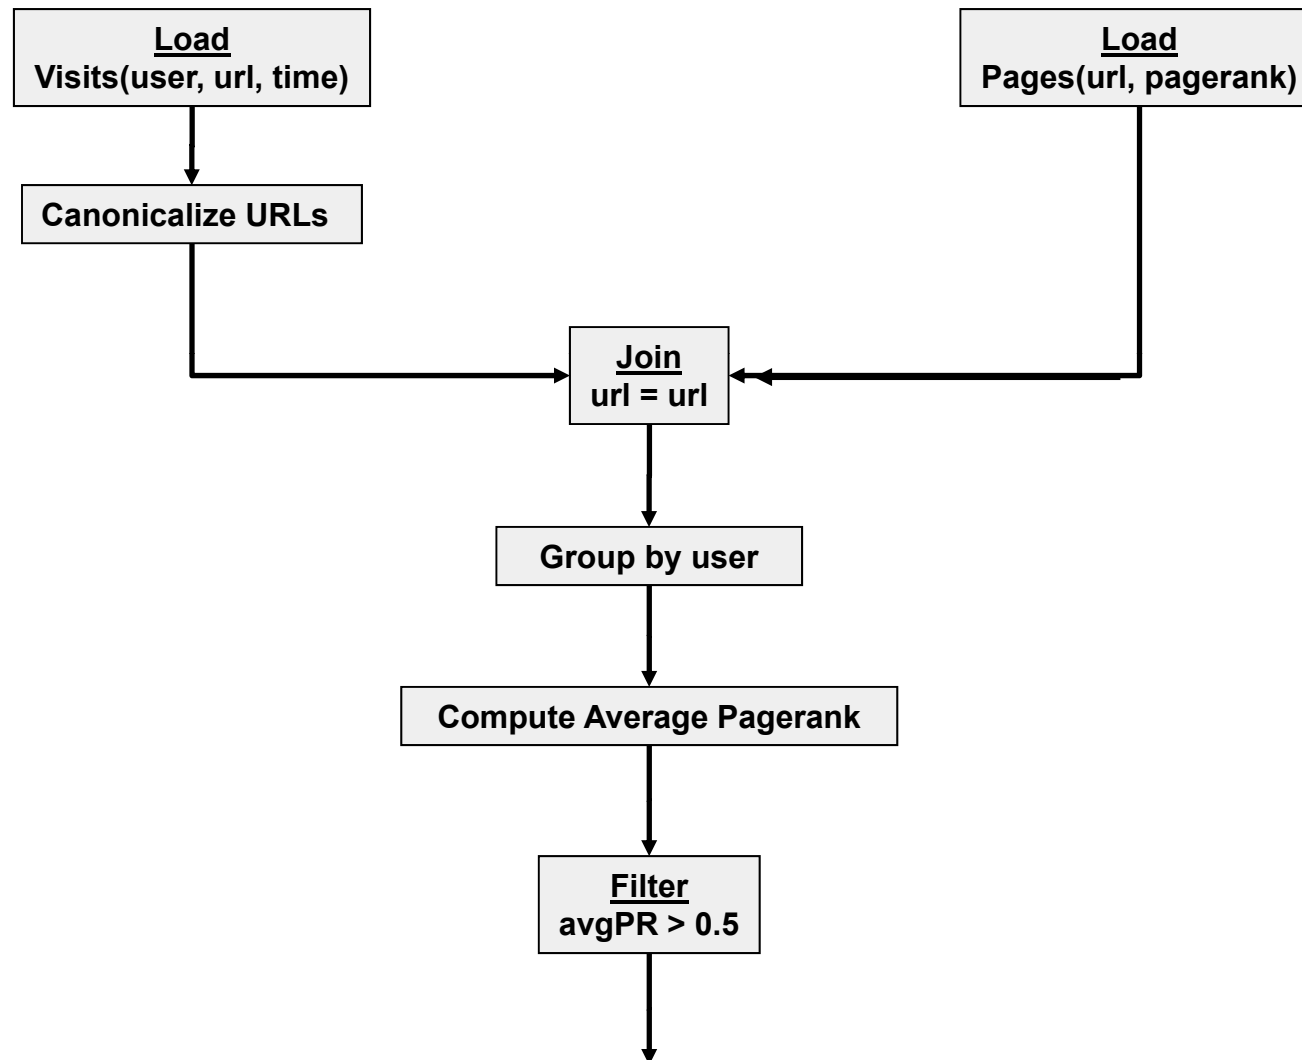 Load
Visits(user, url, time)
Load
Pages(url, pagerank)
Canonicalize URLs
Join
url = url
Group by user
Compute Average Pagerank
Filter
avgPR > 0.5